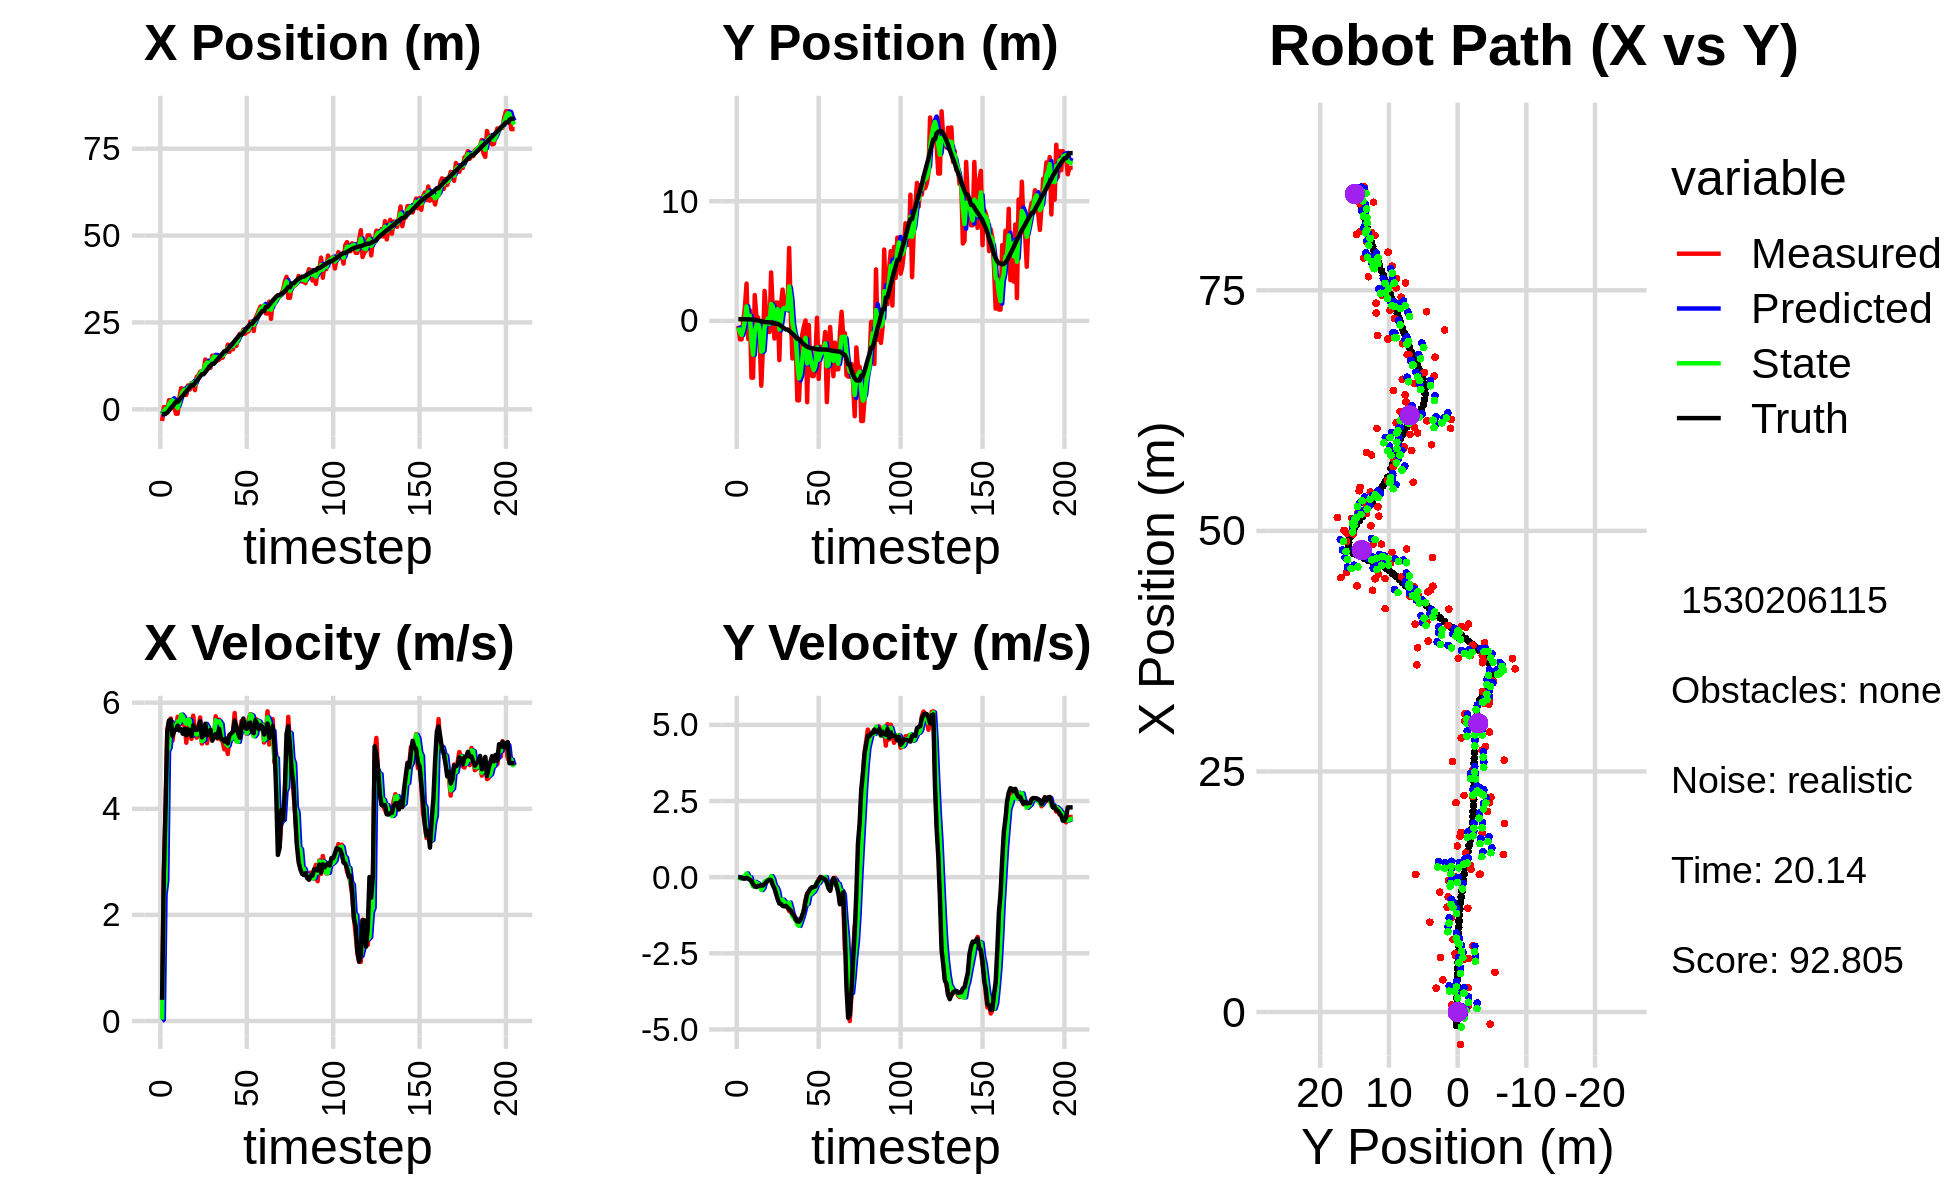 X Position (m)
75
50
25
0
0
50
100
150
200
timestep
Y Position (m)
10
0
0
50
100
150
200
timestep
X Velocity (m/s)
6
4
2
0
0
50
100
150
200
timestep
Y Velocity (m/s)
5.0
2.5
0.0
-2.5
-5.0
0
50
100
150
200
timestep
Robot Path (X vs Y)
X Position (m)
75
50
25
0
20 10 0 -10 -20
Y Position (m)
variable
Measured
Predicted
State
Truth
1530206115
Obstacles: none
Noise: realistic
Time: 20.14
Score: 92.805